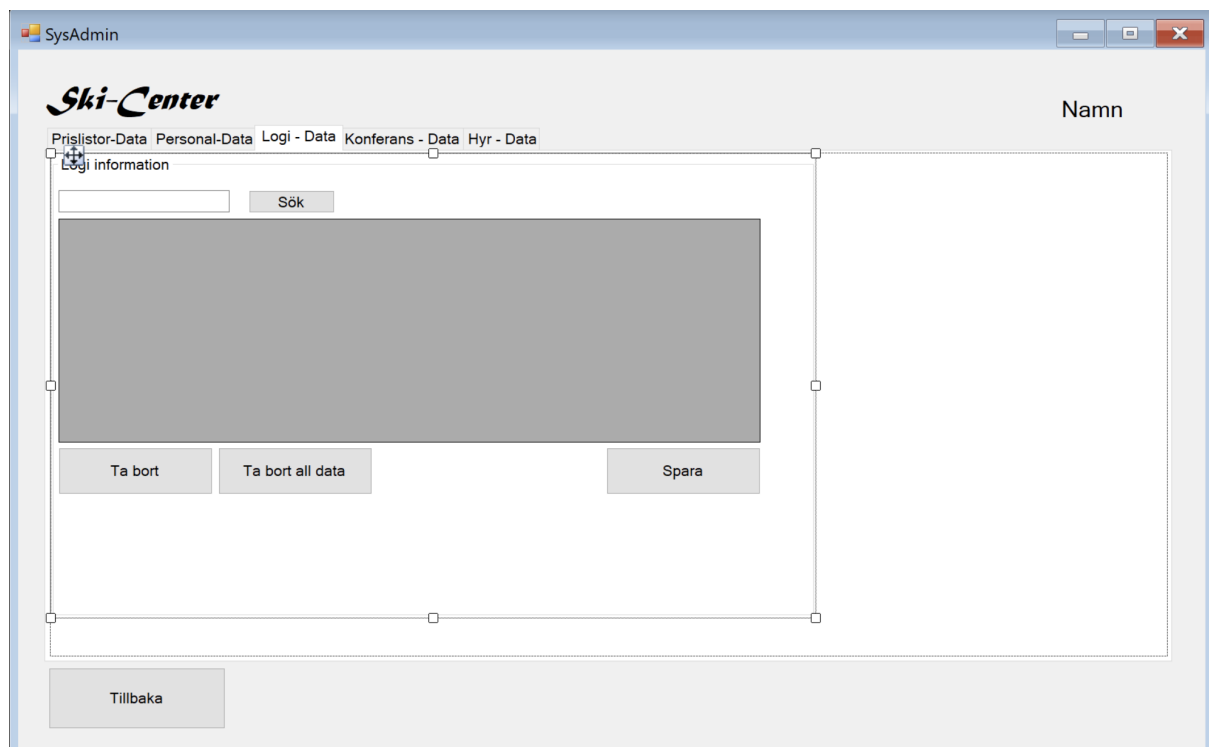 SysAdmin
Ski-Center
Namn
Prislistor-Data Personal-Data Logi - Data Konferans - Data Hyr - Data
Logi information
Sök
Ta bort Ta bort all data Spara
Tillbaka